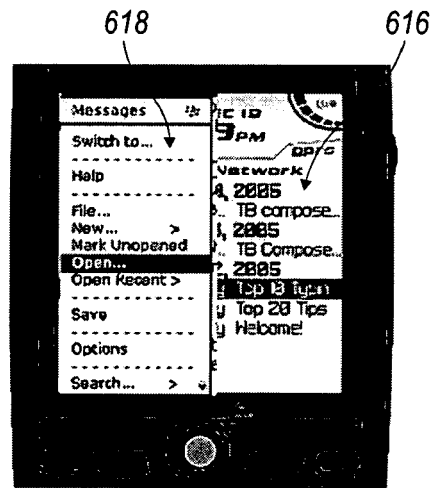 618
616
Messages
Switch to...
Help
File...
New... >
Mark Unopened
Open...
Open Recent >
Save
Options
Search... >
PM
Network
2005
TB compose...
2005
TB Compose...
2005
Top 20 Tips
Welcome!